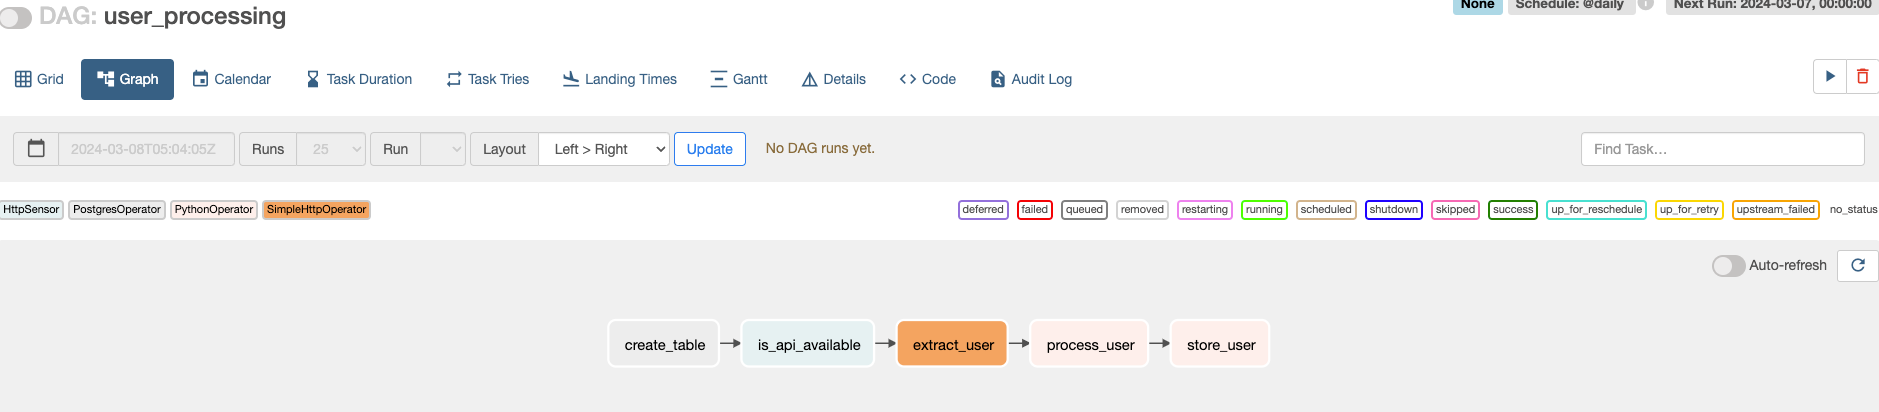 DAG: user_processing
None Schedule: @daily Next Run: 2024-03-07, 00:00:00
Grid Graph Calendar Task Duration Task Tries Landing Times Gantt Details Code Audit Log
2024-03-08T05:04:05Z Runs 25 Run Layout Left > Right Update No DAG runs yet. Find Task...
HttpSensor PostgresOperator PythonOperator SimpleHttpOperator deferred failed queued removed restarting running scheduled shutdown skipped success up_for_reschedule up_for_retry upstream_failed no_status
Auto-refresh
create_table is_api_available extract_user process_user store_user